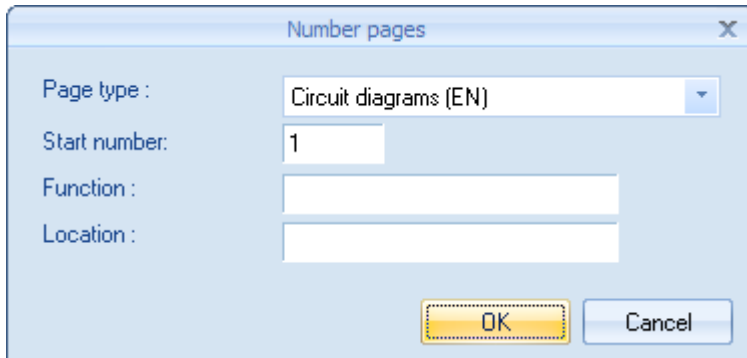 Number pages
Page type : Circuit diagrams (EN)
Start number: 1
Function :
Location :
OK Cancel